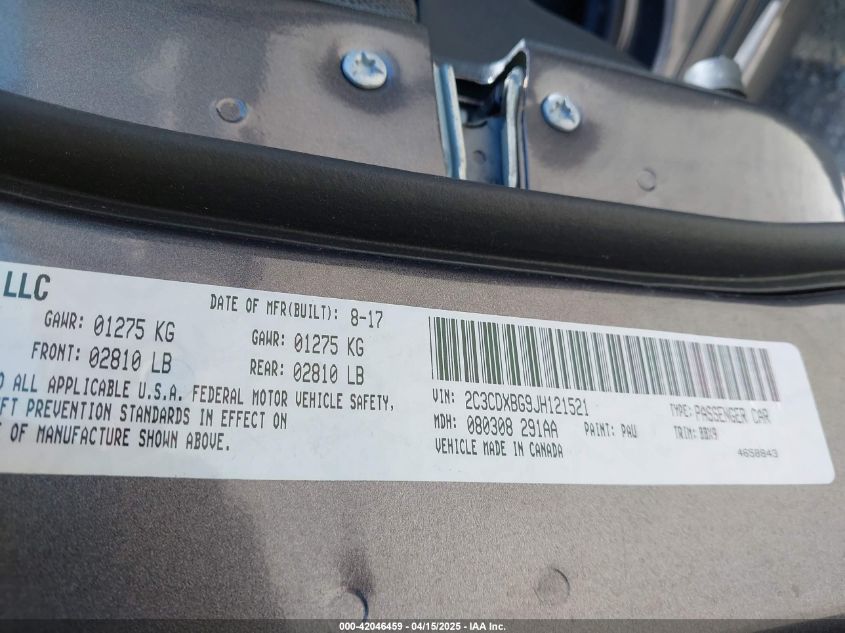 LLC
DATE OF MFR(BUILT): 8-17
GAWR: 01275 KG GAWR: 01275 KG
FRONT: 02810 LB REAR: 02810 LB
O ALL APPLICABLE U.S.A. FEDERAL MOTOR VEHICLE SAFETY,
FT PREVENTION STANDARDS IN EFFECT ON
OF MANUFACTURE SHOWN ABOVE.
VIN: 2C3CDXBG9JH121521 TYPE: PASSENGER CAR
MDH: 080308 291AA PAINT: PAU TRIM: BBX9
VEHICLE MADE IN CANADA 4658843
000-42046459 - 04/15/2025 - IAA Inc.